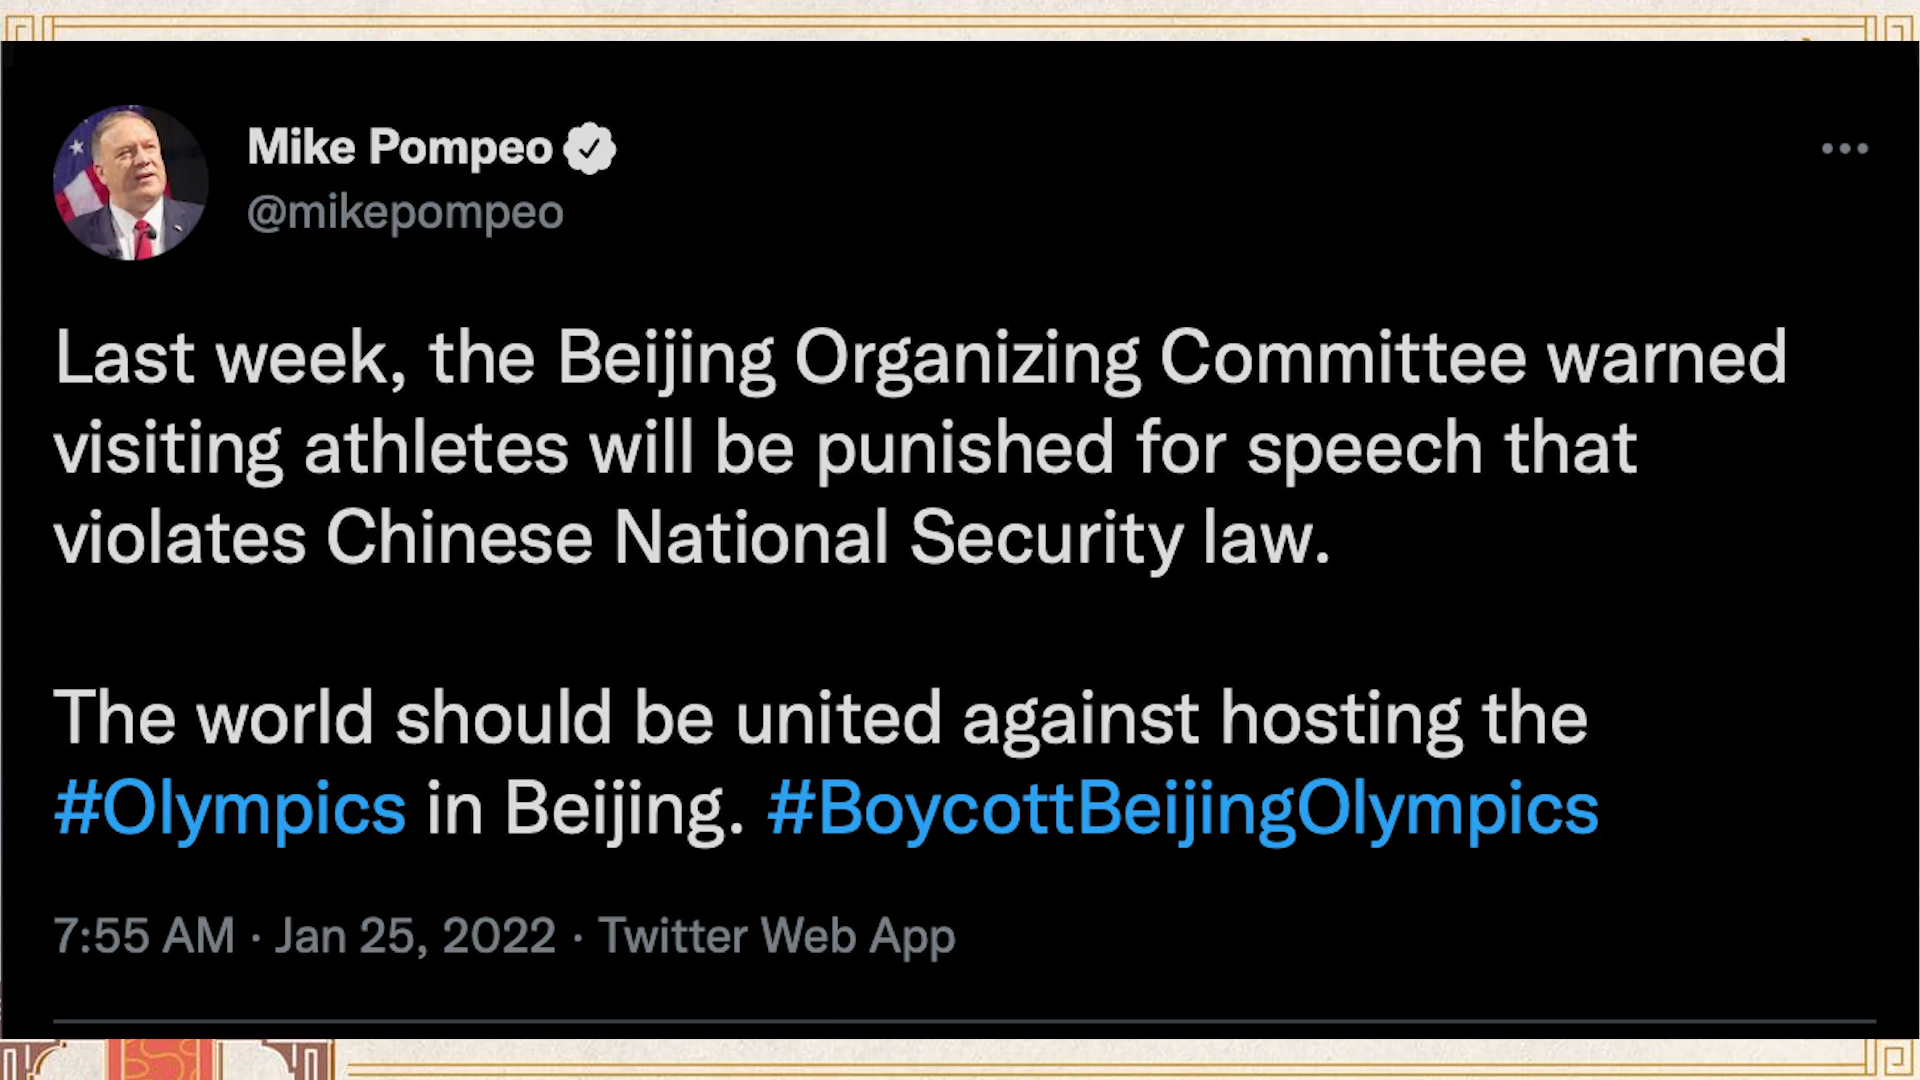 Mike Pompeo
@mikepompeo
Last week, the Beijing Organizing Committee warned
visiting athletes will be punished for speech that
violates Chinese National Security law.
The world should be united against hosting the
#Olympics in Beijing. #BoycottBeijingOlympics
7:55 AM · Jan 25, 2022 · Twitter Web App